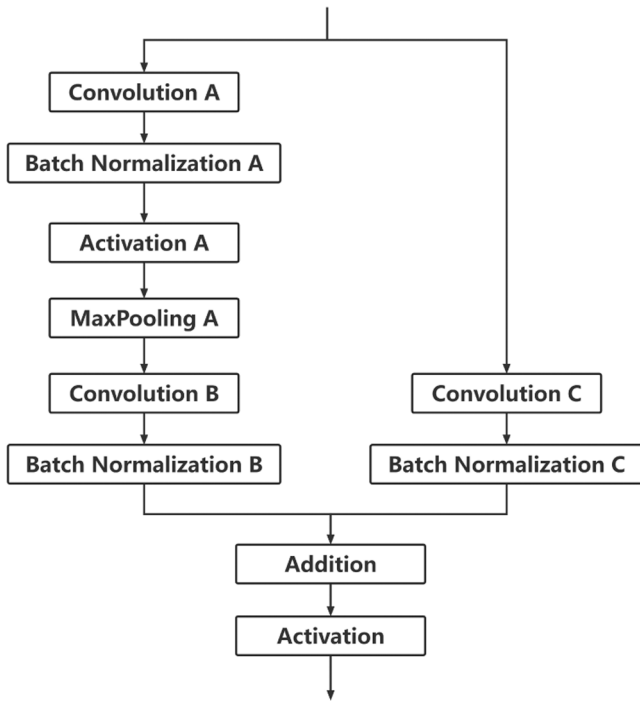 Convolution A
Batch Normalization A
Activation A
MaxPooling A
Convolution B
Convolution C
Batch Normalization B
Batch Normalization C
Addition
Activation